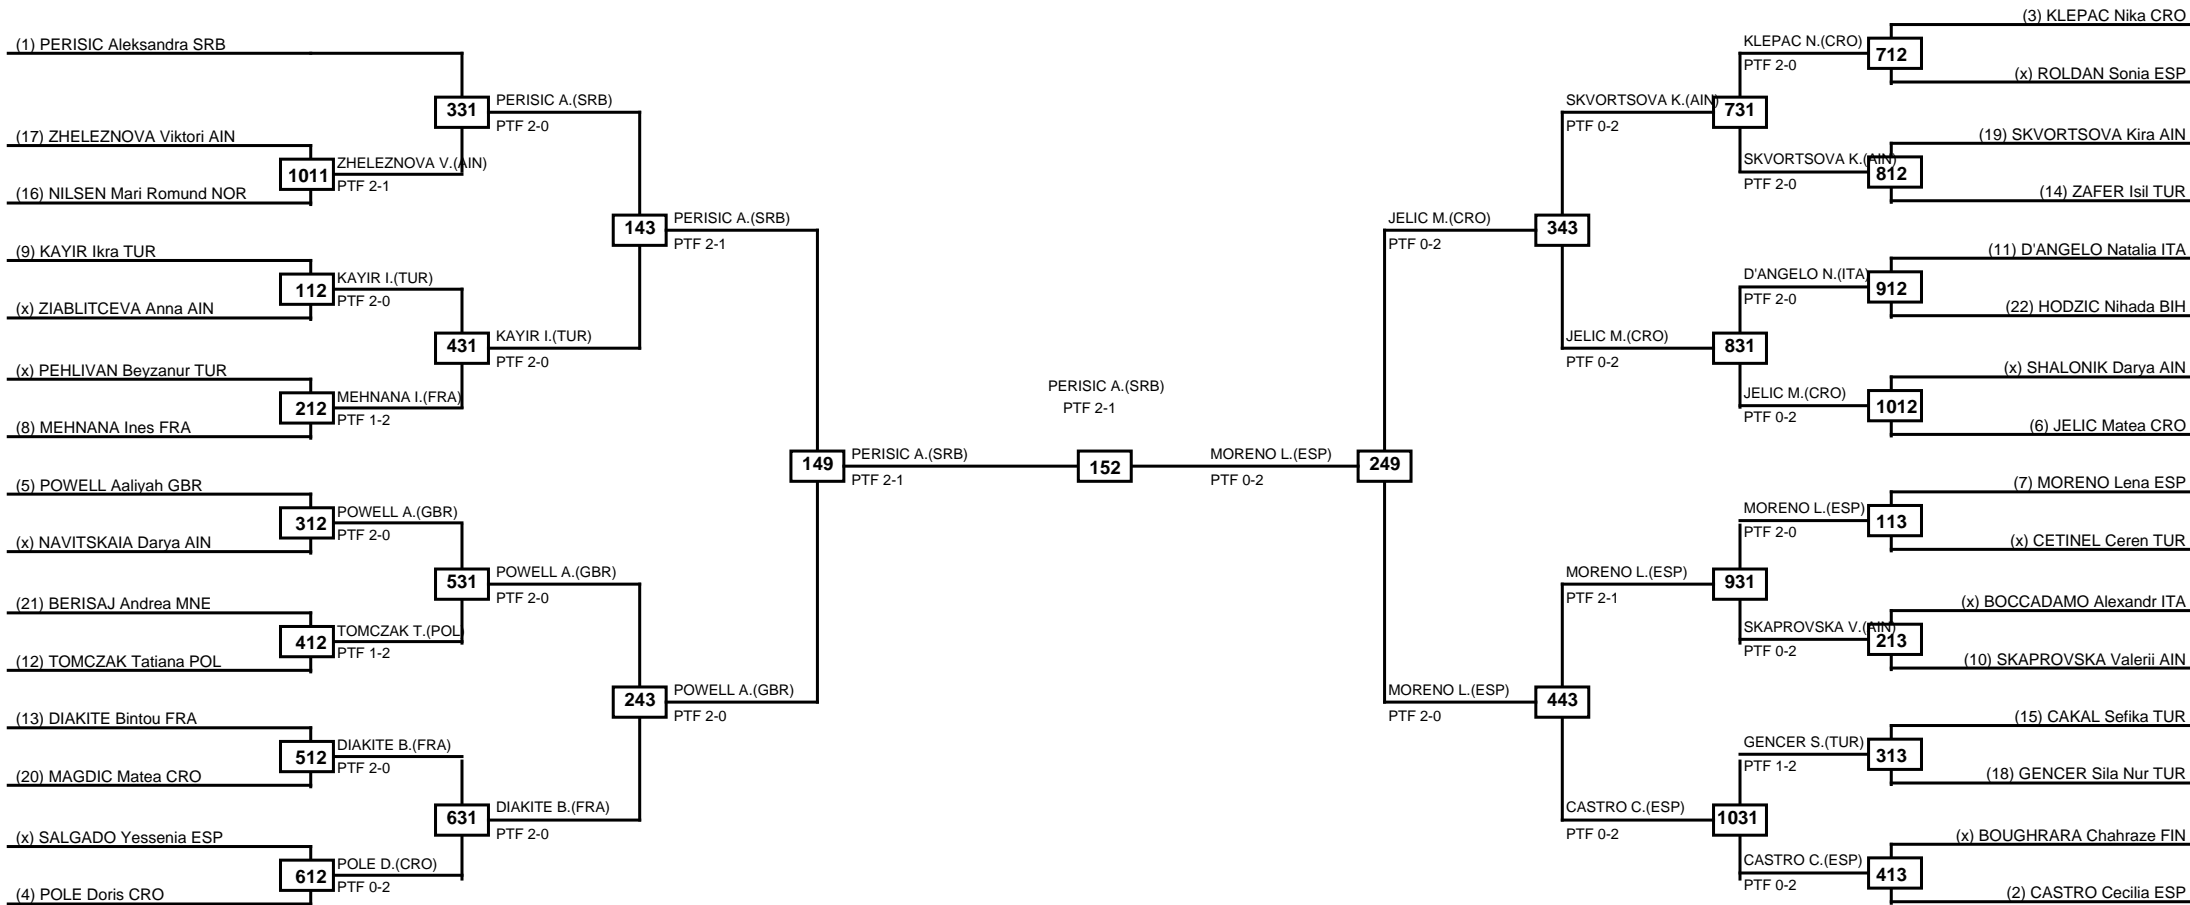 (1) PERISIC Aleksandra SRB
(17) ZHELEZNOVA Viktori AIN
(16) NILSEN Mari Romund NOR
(9) KAYIR Ikra TUR
(x) ZIABLITCEVA Anna AIN
(x) PEHLIVAN Beyzanur TUR
(8) MEHNANA Ines FRA
(5) POWELL Aaliyah GBR
(x) NAVITSKAIA Darya AIN
(21) BERISAJ Andrea MNE
(12) TOMCZAK Tatiana POL
(13) DIAKITE Bintou FRA
(20) MAGDIC Matea CRO
(x) SALGADO Yessenia ESP
(4) POLE Doris CRO
1011
ZHELEZNOVA V.(AIN)
PTF 2-1
112
KAYIR I.(TUR)
PTF 2-0
212
MEHNANA I.(FRA)
PTF 1-2
312
POWELL A.(GBR)
PTF 2-0
412
TOMCZAK T.(POL)
PTF 1-2
512
DIAKITE B.(FRA)
PTF 2-0
612
POLE D.(CRO)
PTF 0-2
331
PERISIC A.(SRB)
PTF 2-0
431
KAYIR I.(TUR)
PTF 2-0
531
POWELL A.(GBR)
PTF 2-0
631
DIAKITE B.(FRA)
PTF 2-0
143
PERISIC A.(SRB)
PTF 2-1
243
POWELL A.(GBR)
PTF 2-0
149
PERISIC A.(SRB)
PTF 2-1
PERISIC A.(SRB)
PTF 2-1
152
MORENO L.(ESP)
PTF 0-2
249
JELIC M.(CRO)
PTF 0-2
343
MORENO L.(ESP)
PTF 2-0
443
SKVORTSOVA K.(AIN)
PTF 0-2
731
JELIC M.(CRO)
PTF 0-2
831
MORENO L.(ESP)
PTF 2-1
931
CASTRO C.(ESP)
PTF 0-2
1031
KLEPAC N.(CRO)
PTF 2-0
712
SKVORTSOVA K.(AIN)
PTF 2-0
812
D'ANGELO N.(ITA)
PTF 2-0
912
JELIC M.(CRO)
PTF 0-2
1012
MORENO L.(ESP)
PTF 2-0
113
SKAPROVSKA V.(AIN)
PTF 0-2
213
GENCER S.(TUR)
PTF 1-2
313
CASTRO C.(ESP)
PTF 0-2
413
(3) KLEPAC Nika CRO
(x) ROLDAN Sonia ESP
(19) SKVORTSOVA Kira AIN
(14) ZAFER Isil TUR
(11) D'ANGELO Natalia ITA
(22) HODZIC Nihada BIH
(x) SHALONIK Darya AIN
(6) JELIC Matea CRO
(7) MORENO Lena ESP
(x) CETINEL Ceren TUR
(x) BOCCADAMO Alexandr ITA
(10) SKAPROVSKA Valerii AIN
(15) CAKAL Sefika TUR
(18) GENCER Sila Nur TUR
(x) BOUGHRARA Chahraze FIN
(2) CASTRO Cecilia ESP